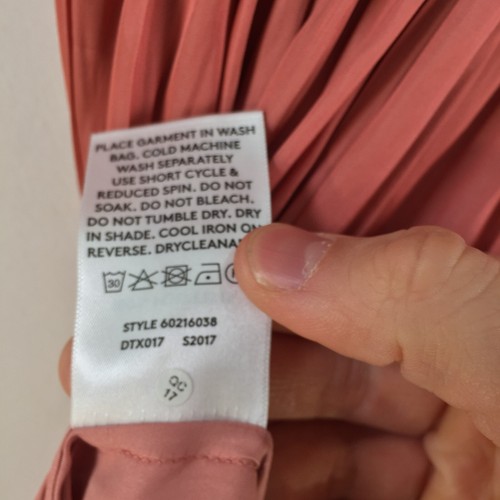 PLACE GARMENT IN WASH
BAG. COLD MACHINE
WASH SEPARATELY
USE SHORT CYCLE &
REDUCED SPIN. DO NOT
SOAK. DO NOT BLEACH.
DO NOT TUMBLE DRY. DRY
IN SHADE. COOL IRON ON
REVERSE. DRYCLEANA
30
STYLE 60216038
DTX017 S2017
QC
17